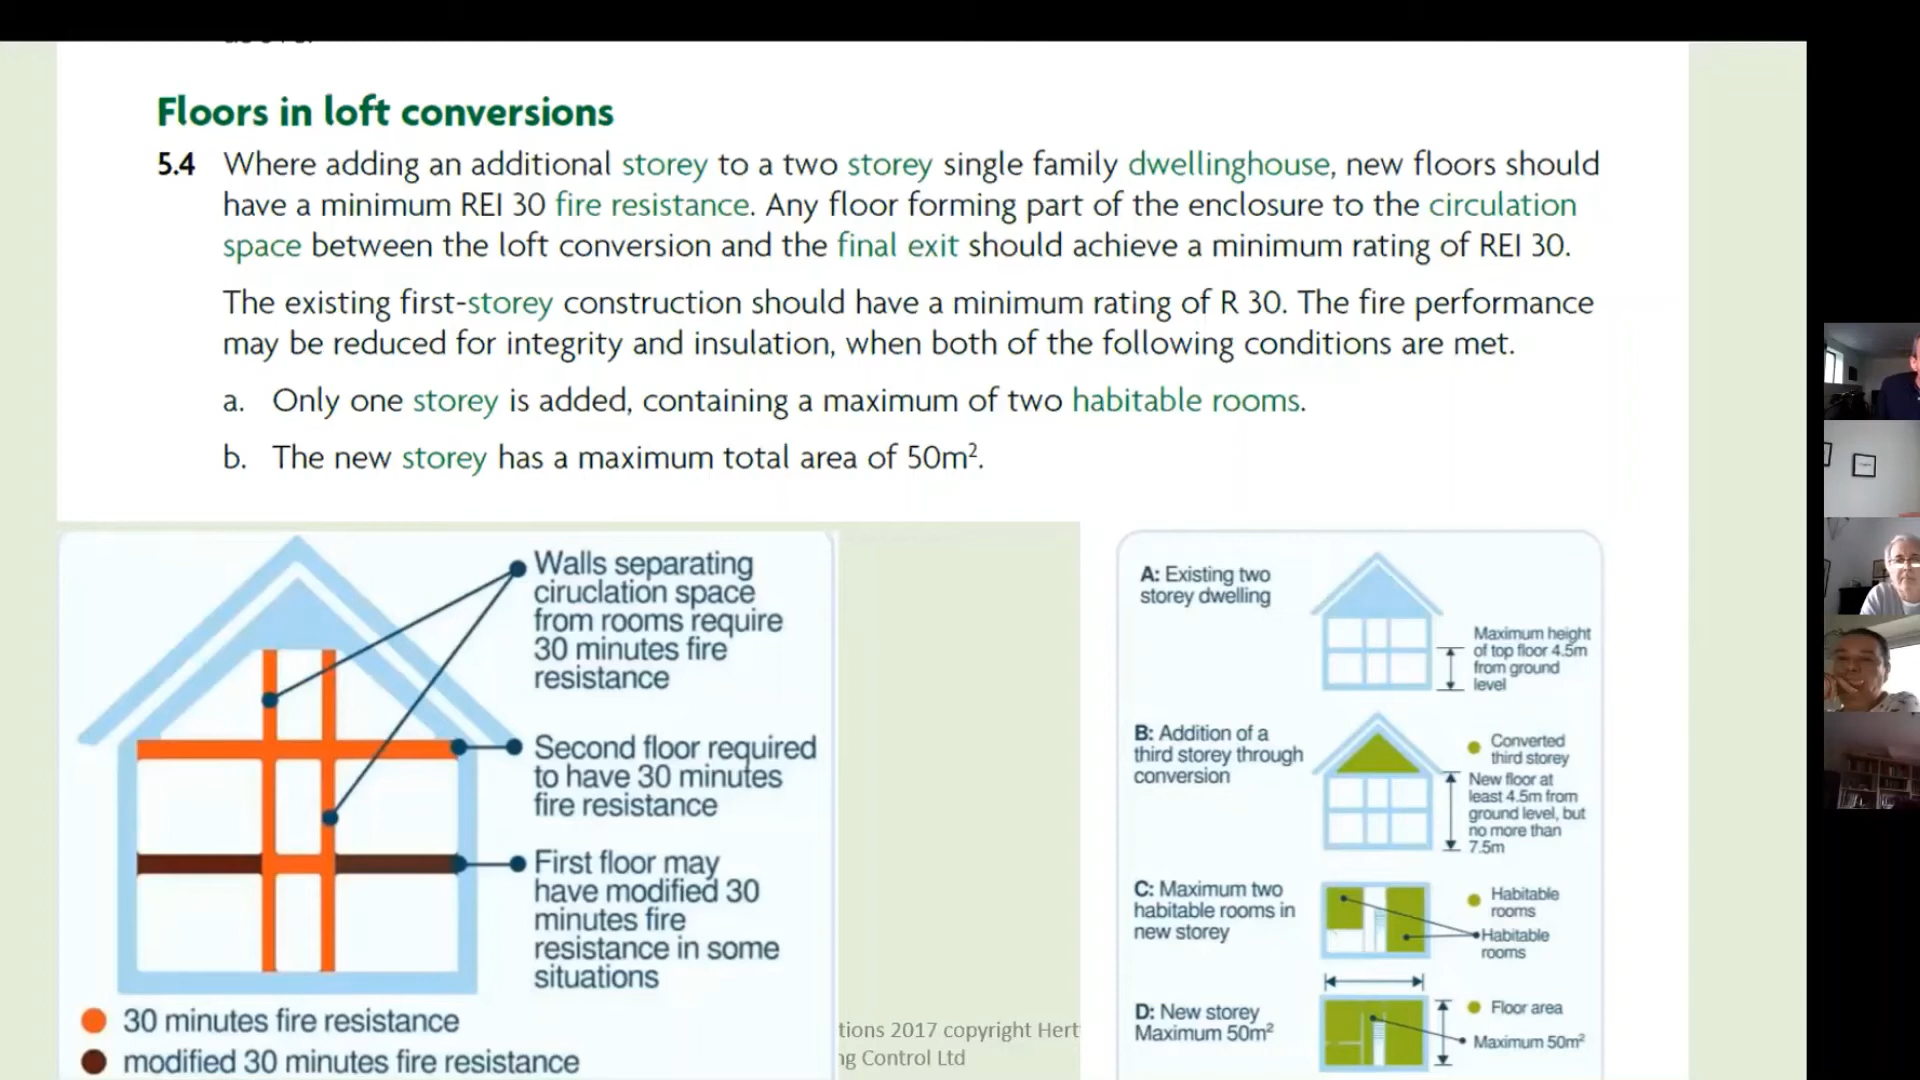 Floors in loft conversions
5.4 Where adding an additional storey to a two storey single family dwellinghouse, new floors should
have a minimum REI 30 fire resistance. Any floor forming part of the enclosure to the circulation
space between the loft conversion and the final exit should achieve a minimum rating of REI 30.
The existing first-storey construction should have a minimum rating of R 30. The fire performance
may be reduced for integrity and insulation, when both of the following conditions are met.
a. Only one storey is added, containing a maximum of two habitable rooms.
b. The new storey has a maximum total area of 50m².
Walls separating
ciruclation space
from rooms require
30 minutes fire
resistance
Second floor required
to have 30 minutes
fire resistance
First floor may
have modified 30
minutes fire
resistance in some
situations
30 minutes fire resistance
modified 30 minutes fire resistance
tions 2017 copyright Hert
ng Control Ltd
A: Existing two
storey dwelling
Maximum height
of top floor 4.5m
from ground
level
B: Addition of a
third storey through
conversion
Converted
third storey
New floor at
least 4.5m from
ground level, but
no more than
7.5m
C: Maximum two
habitable rooms in
new storey
Habitable
rooms
Habitable
rooms
D: New storey
Maximum 50m²
Floor area
Maximum 50m²